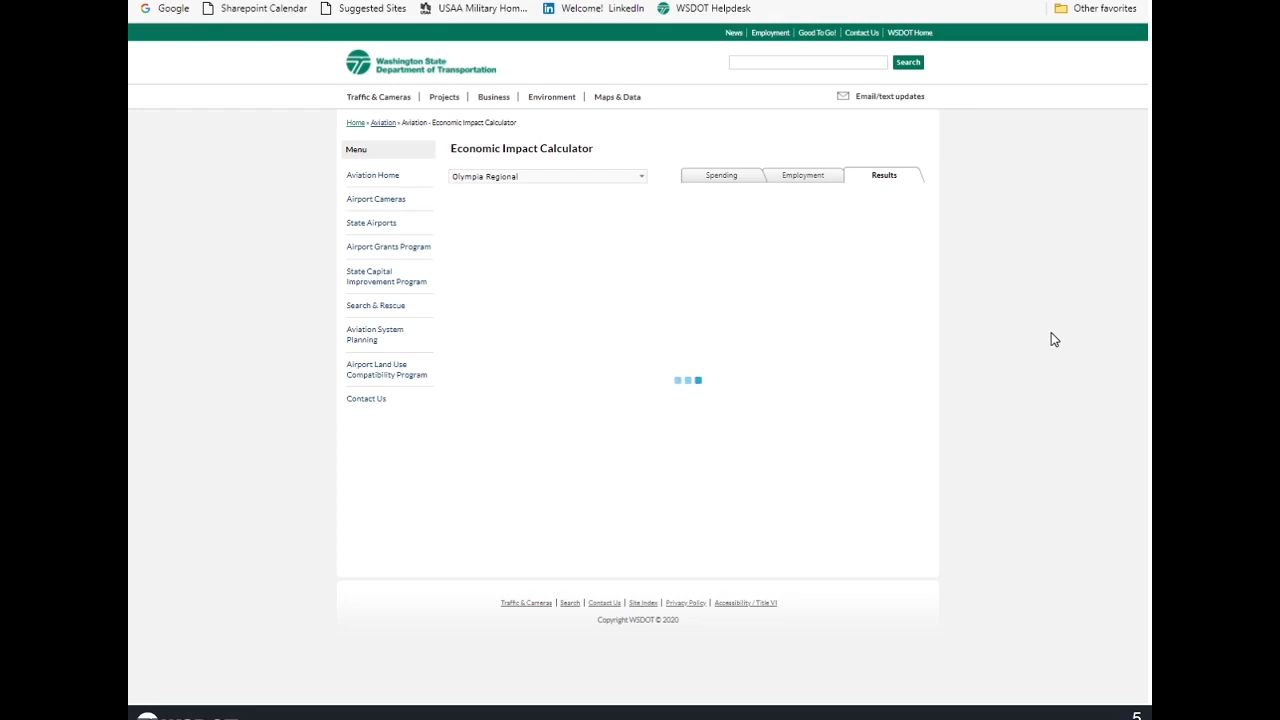 Google Sharepoint Calendar Suggested Sites USAA Military Hom... Welcome! LinkedIn WSDOT Helpdesk Other favorites
News | Employment | Good To Go! | Contact Us | WSDOT Home
Washington State
Department of Transportation
Search
Traffic & Cameras | Projects | Business | Environment | Maps & Data
Email/text updates
Home » Aviation » Aviation - Economic Impact Calculator
Menu
Aviation Home
Airport Cameras
State Airports
Airport Grants Program
State Capital
Improvement Program
Search & Rescue
Aviation System
Planning
Airport Land Use
Compatibility Program
Contact Us
Economic Impact Calculator
Olympia Regional
Spending Employment Results
Traffic & Cameras | Search | Contact Us | Site Index | Privacy Policy | Accessibility / Title VI
Copyright WSDOT © 2020
WSDOT
5